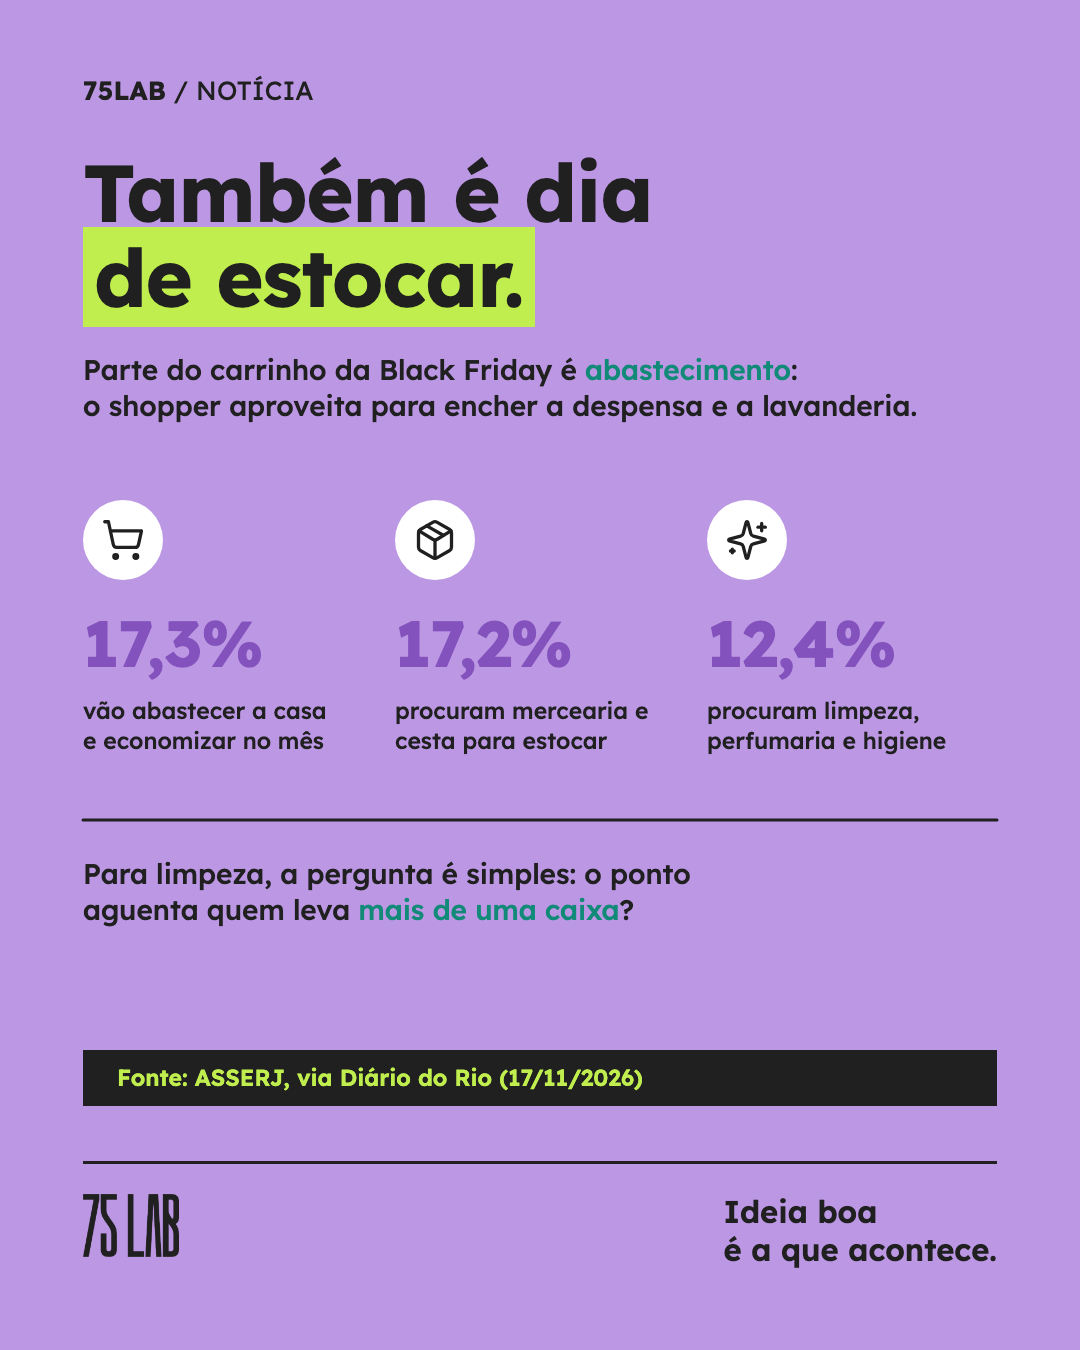 75LAB / NOTÍCIA
Também é dia
de estocar.
Parte do carrinho da Black Friday é abastecimento:
o shopper aproveita para encher a despensa e a lavanderia.
17,3%
vão abastecer a casa
e economizar no mês
17,2%
procuram mercearia e
cesta para estocar
12,4%
procuram limpeza,
perfumaria e higiene
Para limpeza, a pergunta é simples: o ponto
aguenta quem leva mais de uma caixa?
Fonte: ASSERJ, via Diário do Rio (17/11/2026)
75 LAB
Ideia boa
é a que acontece.